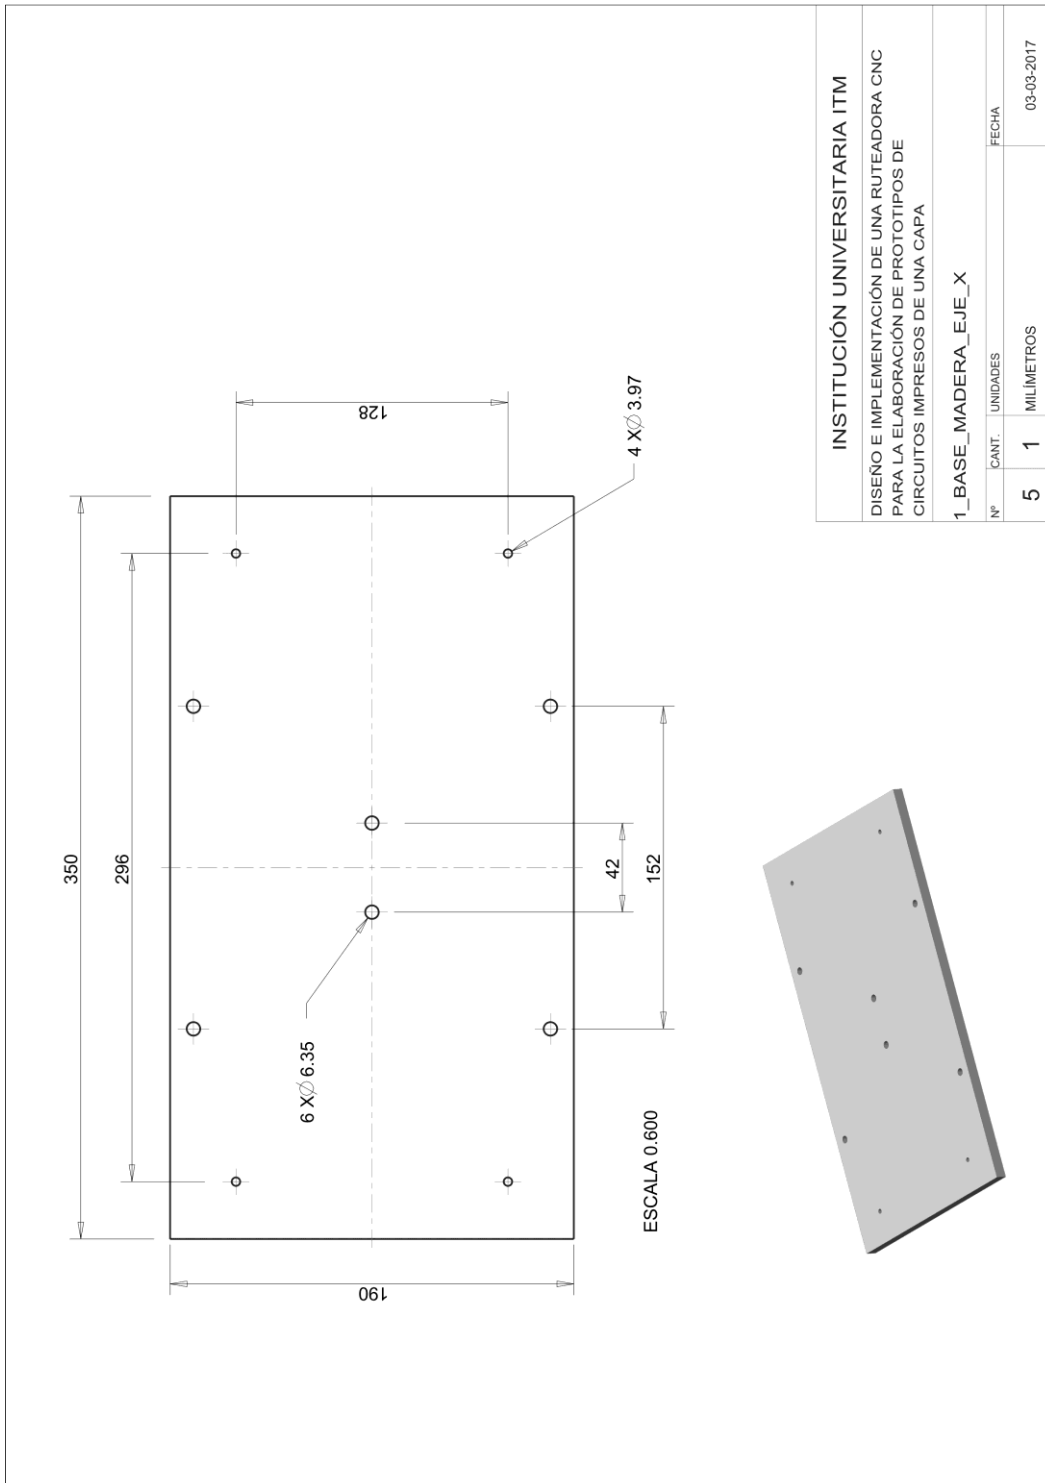 350
296
190
128
4 X∅ 3.97
6 X∅ 6.35
42
152
ESCALA 0.600
INSTITUCIÓN UNIVERSITARIA ITM
DISEÑO E IMPLEMENTACIÓN DE UNA RUTEADORA CNC
PARA LA ELABORACIÓN DE PROTOTIPOS DE
CIRCUITOS IMPRESOS DE UNA CAPA
1_BASE_MADERA_EJE_X
Nº CANT. UNIDADES FECHA
5 1 MILÍMETROS 03-03-2017